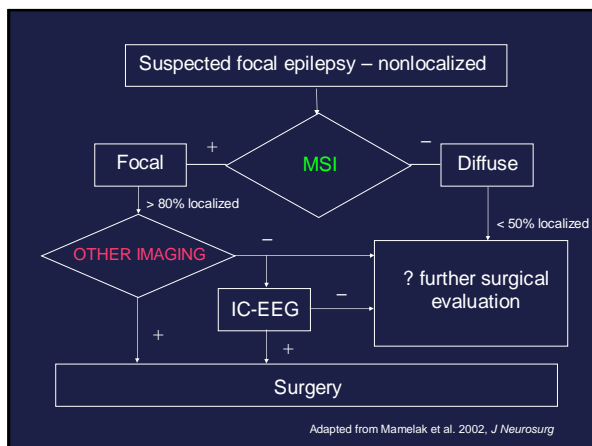 Suspected focal epilepsy – nonlocalized
+
–
Focal
MSI
Diffuse
> 80% localized
< 50% localized
OTHER IMAGING
–
? further surgical
evaluation
IC-EEG
–
+
+
Surgery
Adapted from Mamelak et al. 2002, J Neurosurg